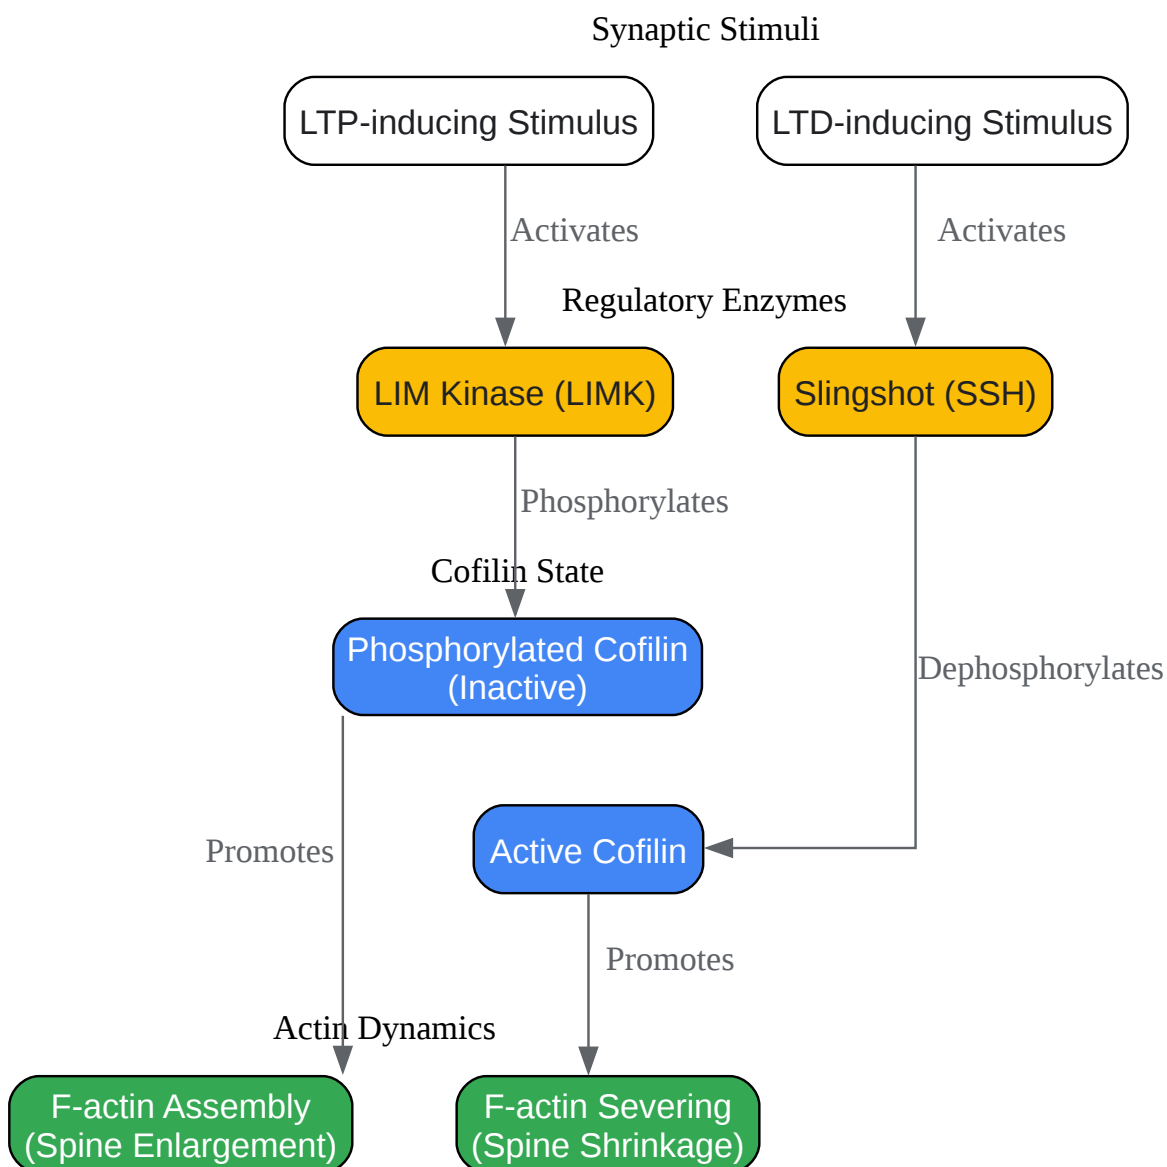 Synaptic Stimuli
LTP-inducing Stimulus
LTD-inducing Stimulus
Activates
Activates
Regulatory Enzymes
LIM Kinase (LIMK)
Slingshot (SSH)
Phosphorylates
Cofilin State
Phosphorylated Cofilin
(Inactive)
Dephosphorylates
Promotes
Active Cofilin
Promotes
Actin Dynamics
F-actin Assembly
(Spine Enlargement)
F-actin Severing
(Spine Shrinkage)